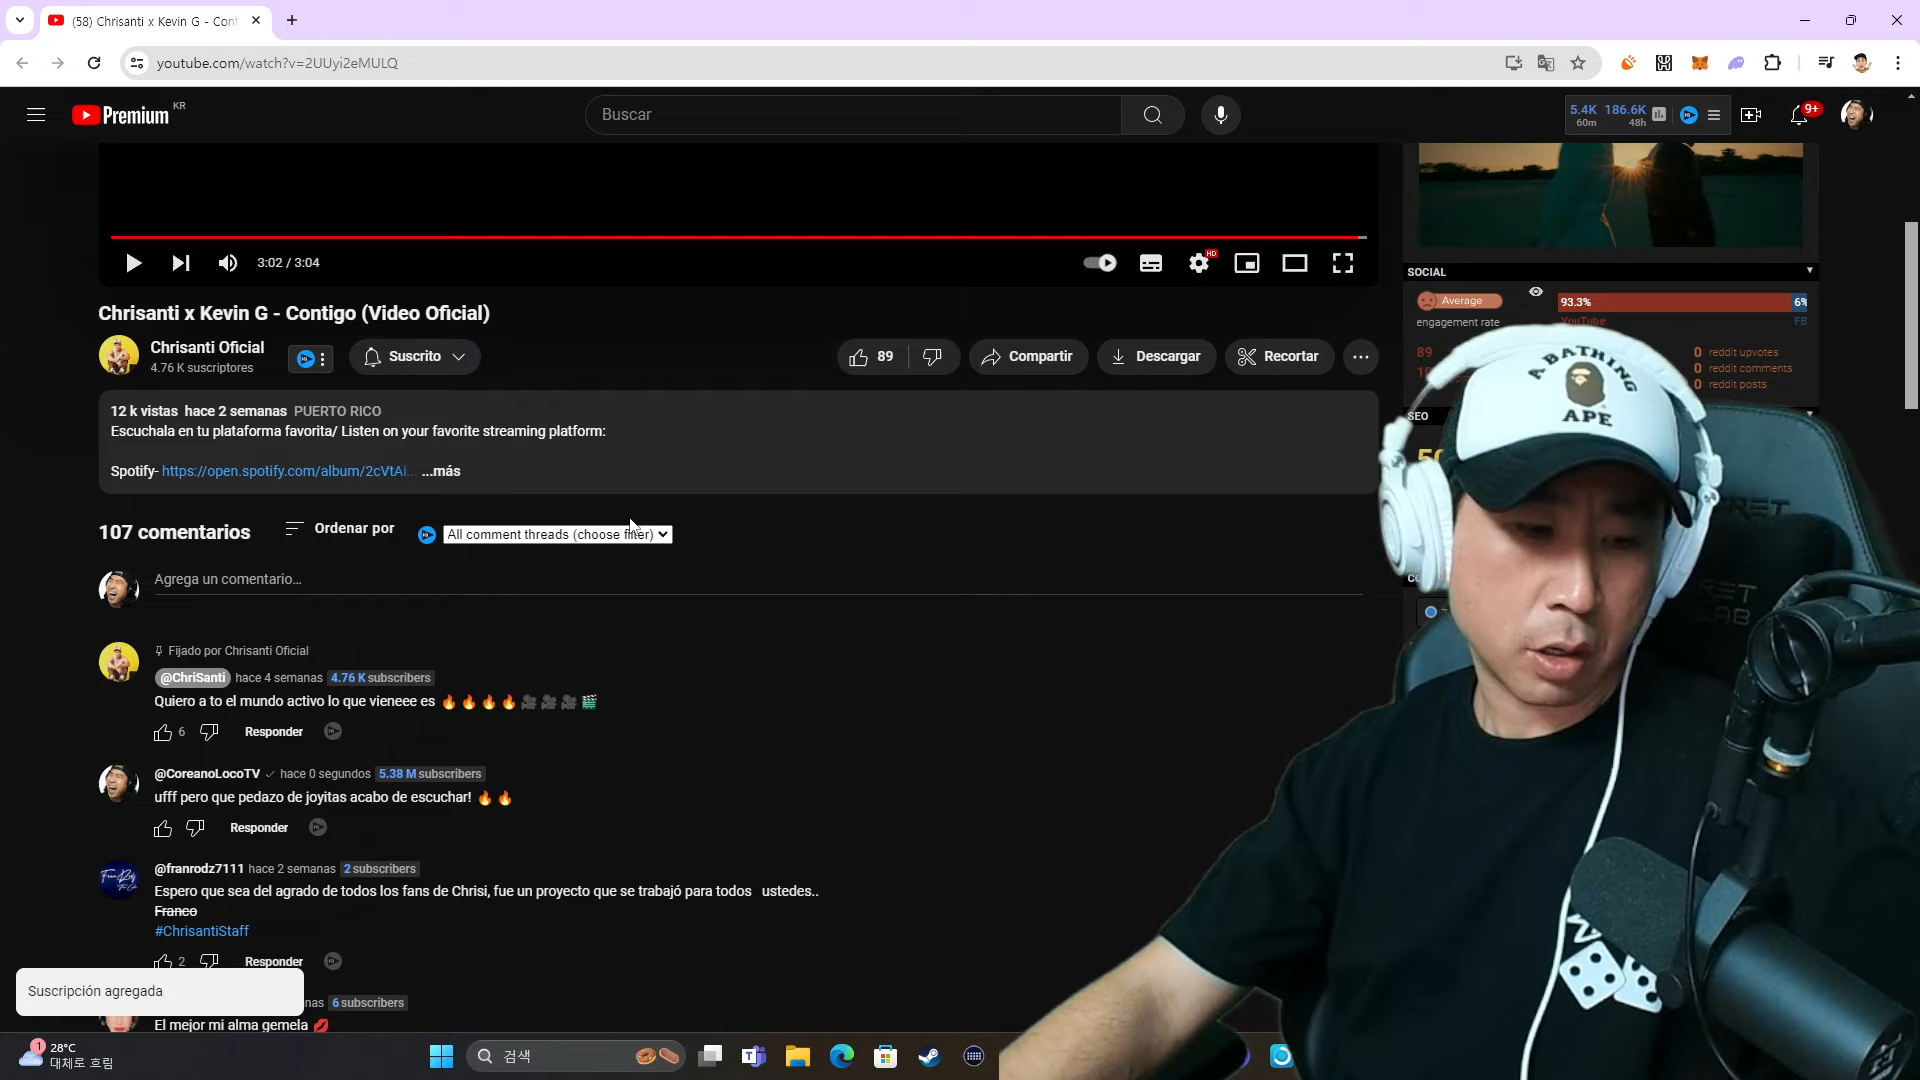 (58) Chrisanti x Kevin G - Cont
youtube.com/watch?v=2UUyi2eMULQ
Premium KR
Buscar
5.4K 186.6K
60m 48h
9+
3:02 / 3:04
HD
Chrisanti x Kevin G - Contigo (Video Oficial)
Chrisanti Oficial
4.76 K suscriptores
Suscrito
89
Compartir
Descargar
Recortar
12 k vistas hace 2 semanas PUERTO RICO
Escuchala en tu plataforma favorita/ Listen on your favorite streaming platform:
Spotify- https://open.spotify.com/album/2cVtAi... ...más
107 comentarios
Ordenar por
All comment threads (choose filter)
Agrega un comentario...
Fijado por Chrisanti Oficial
@ChriSanti hace 4 semanas 4.76 K subscribers
Quiero a to el mundo activo lo que vieneee es 🔥🔥🔥🔥🎥🎥🎥🎬
6
Responder
@CoreanoLocoTV hace 0 segundos 5.38 M subscribers
ufff pero que pedazo de joyitas acabo de escuchar! 🔥🔥
Responder
@franrodz7111 hace 2 semanas 2 subscribers
Espero que sea del agrado de todos los fans de Chrisi, fue un proyecto que se trabajó para todos ustedes..
Franco
#ChrisantiStaff
2
Responder
Suscripción agregada
nas 6 subscribers
El mejor mi alma gemela 💋
SOCIAL
Average
engagement rate
93.3%
6%
YouTube
FB
89
0 reddit upvotes
0 reddit comments
0 reddit posts
SEO
A BATHING
APE
1
28°C
대체로 흐림
검색